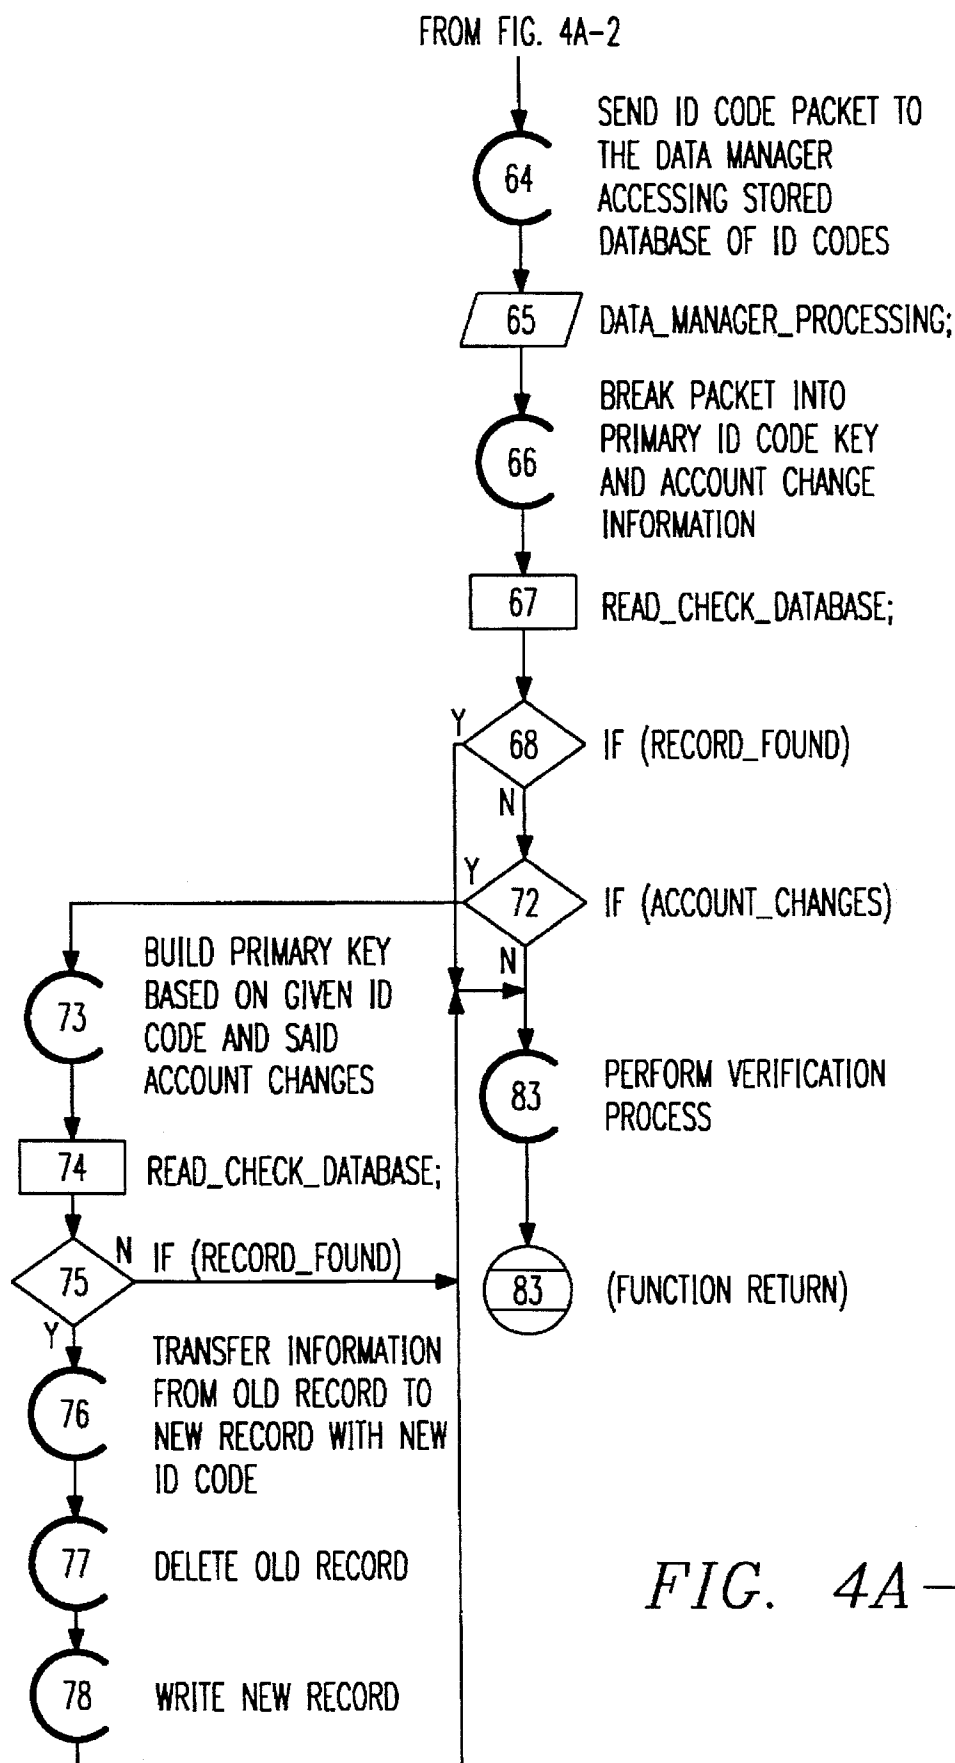 FROM FIG. 4A-2
64
SEND ID CODE PACKET TO
THE DATA MANAGER
ACCESSING STORED
DATABASE OF ID CODES
65
DATA_MANAGER_PROCESSING;
66
BREAK PACKET INTO
PRIMARY ID CODE KEY
AND ACCOUNT CHANGE
INFORMATION
67
READ_CHECK_DATABASE;
Y
68
IF (RECORD_FOUND)
N
Y
72
IF (ACCOUNT_CHANGES)
N
73
BUILD PRIMARY KEY
BASED ON GIVEN ID
CODE AND SAID
ACCOUNT CHANGES
83
PERFORM VERIFICATION
PROCESS
74
READ_CHECK_DATABASE;
75
N
IF (RECORD_FOUND)
Y
83
(FUNCTION RETURN)
76
TRANSFER INFORMATION
FROM OLD RECORD TO
NEW RECORD WITH NEW
ID CODE
77
DELETE OLD RECORD
78
WRITE NEW RECORD
FIG. 4A-